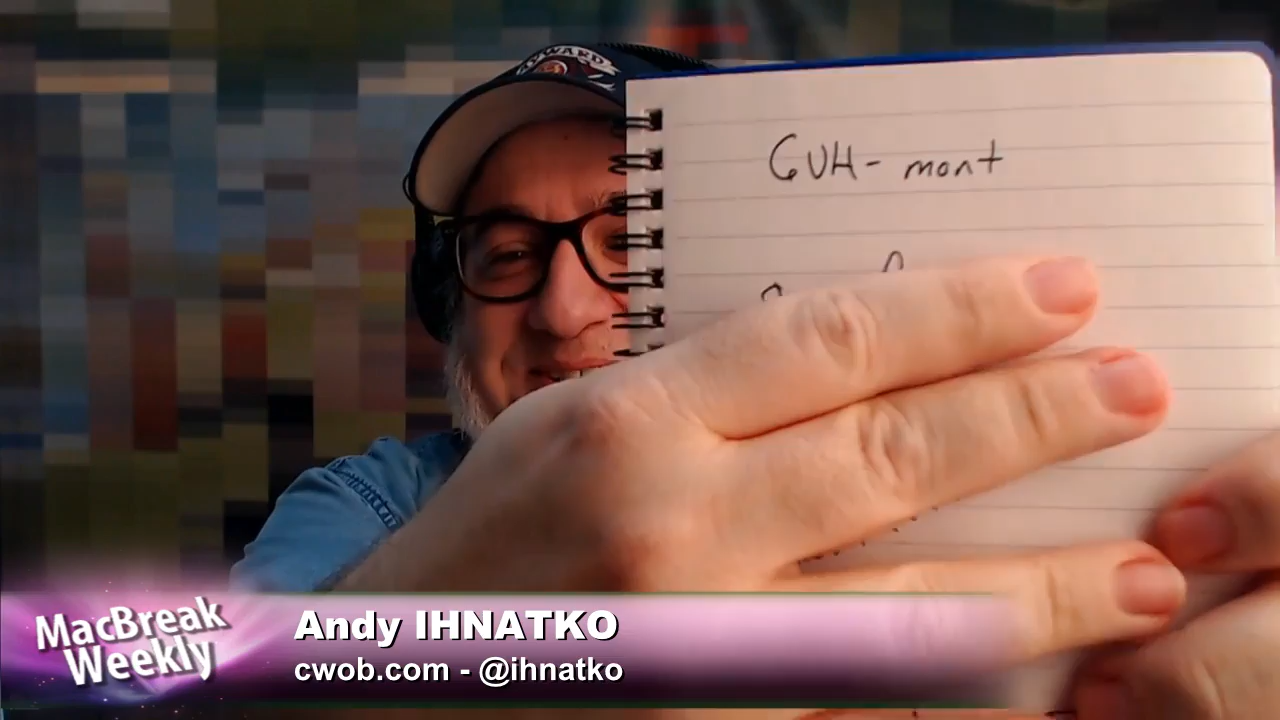 GUH- mont
MacBreak
Weekly
Andy IHNATKO
cwob.com - @ihnatko